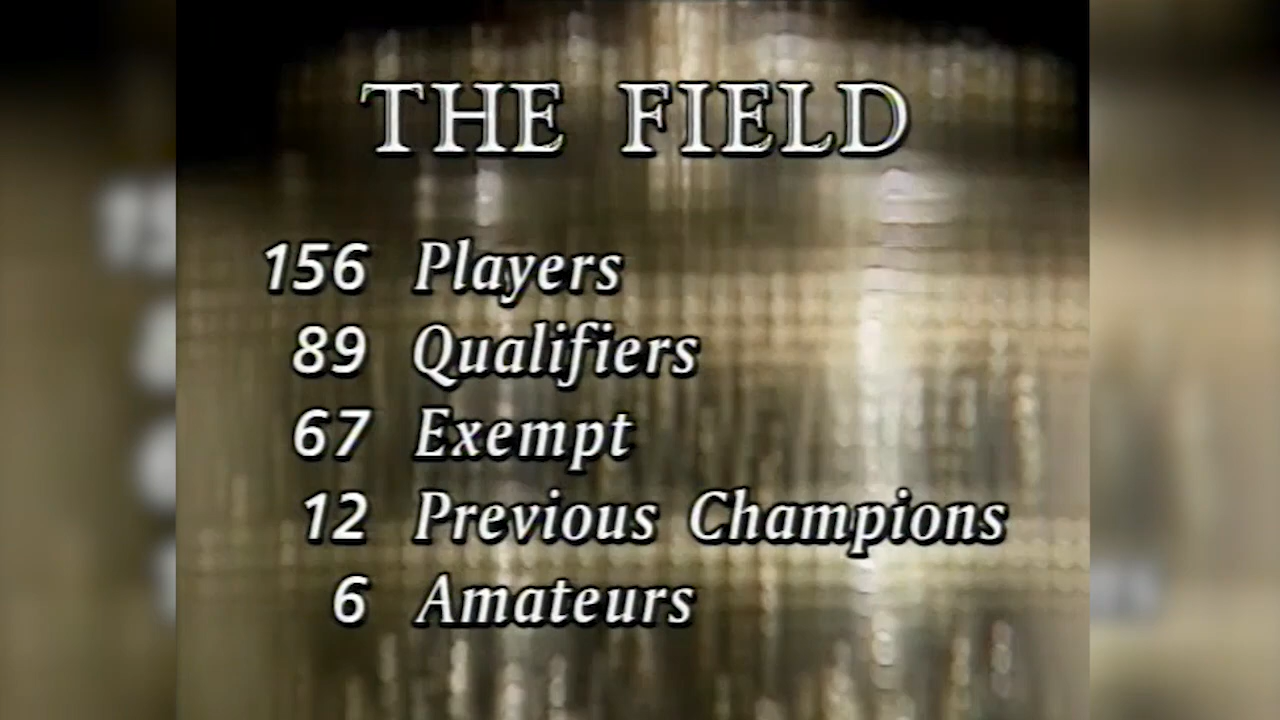 THE FIELD
156 Players
89 Qualifiers
67 Exempt
12 Previous Champions
6 Amateurs